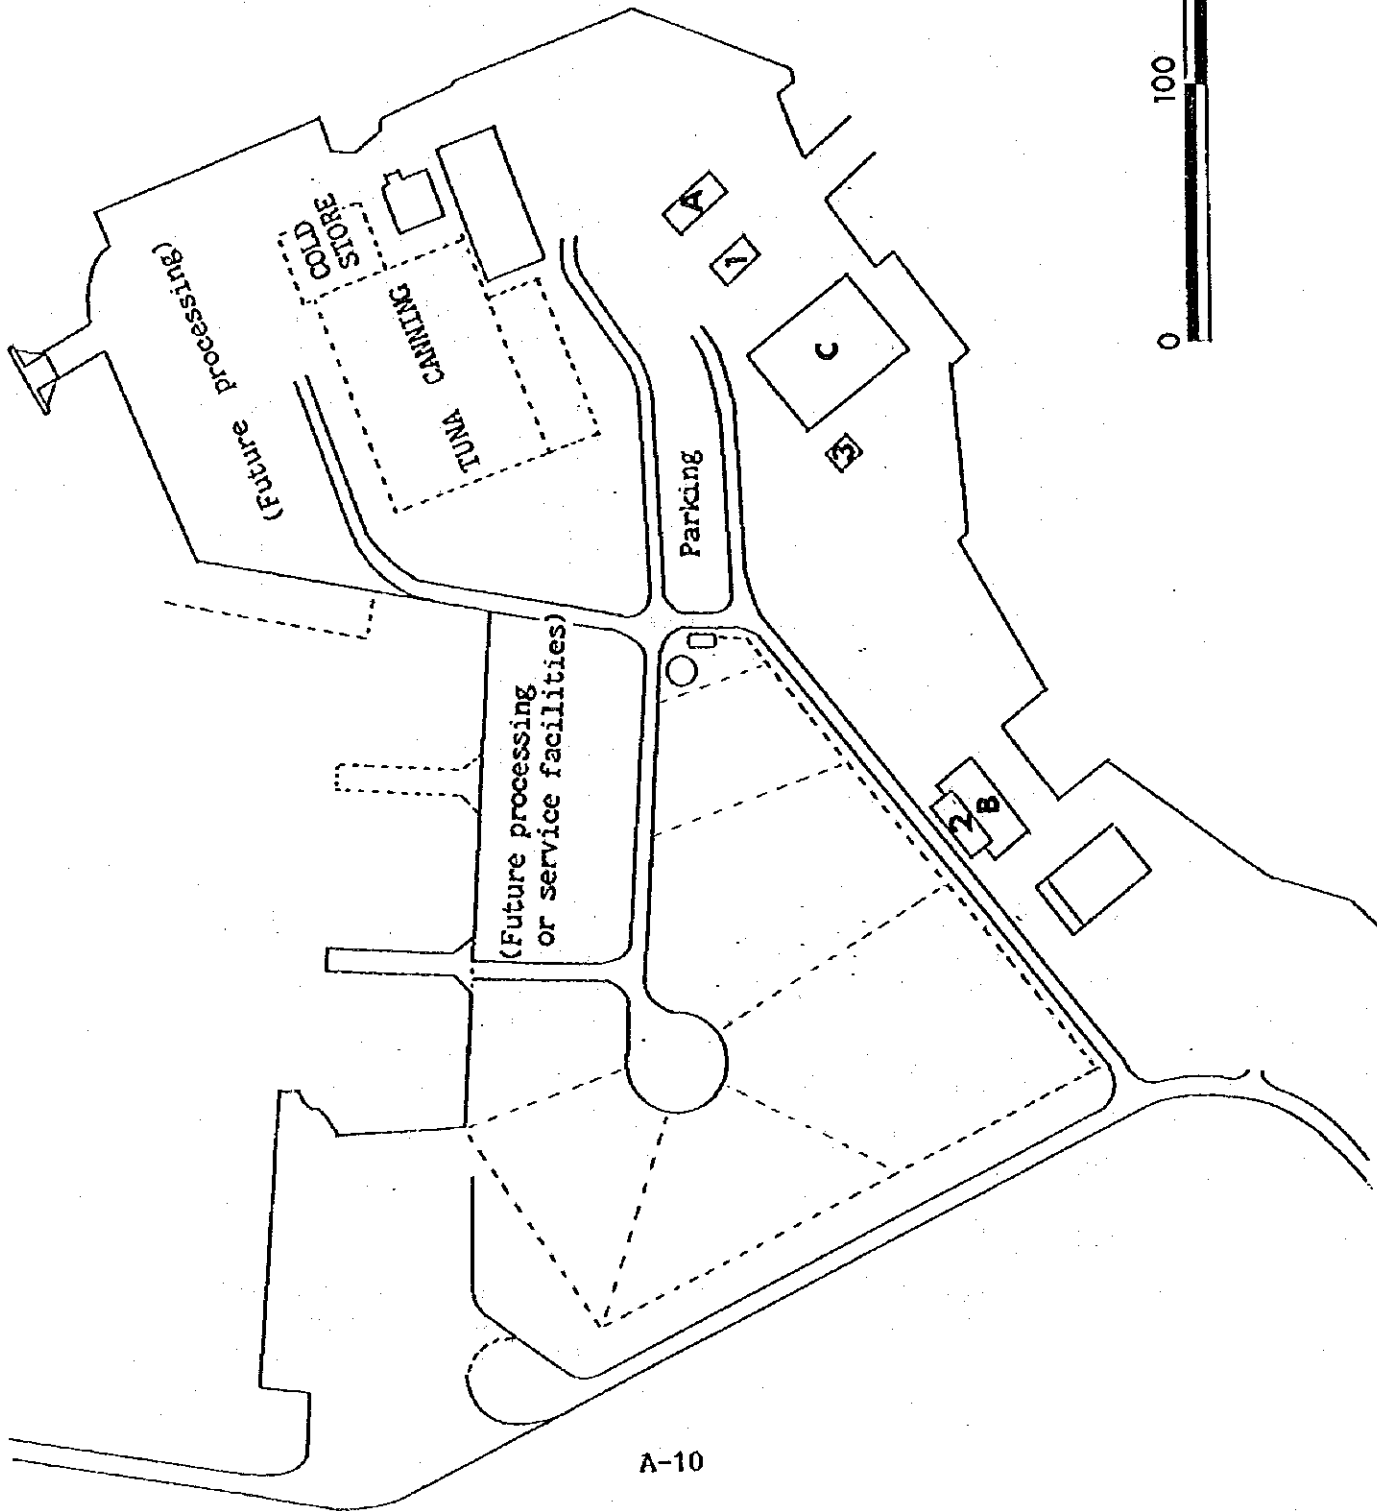 (Future processing)
COLD
STORE
TUNA CANNING
Parking
(Future processing
or service facilities)
A
1
C
3
2
B
0
100
A-10